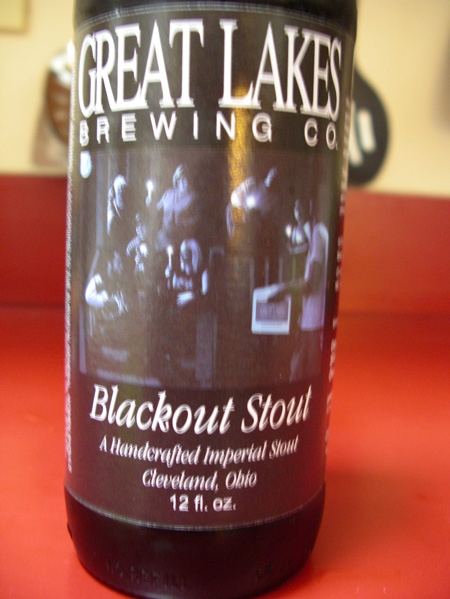 GREAT LAKES
BREWING CO.
Blackout Stout
A Handcrafted Imperial Stout
Cleveland, Ohio
12 fl. oz.